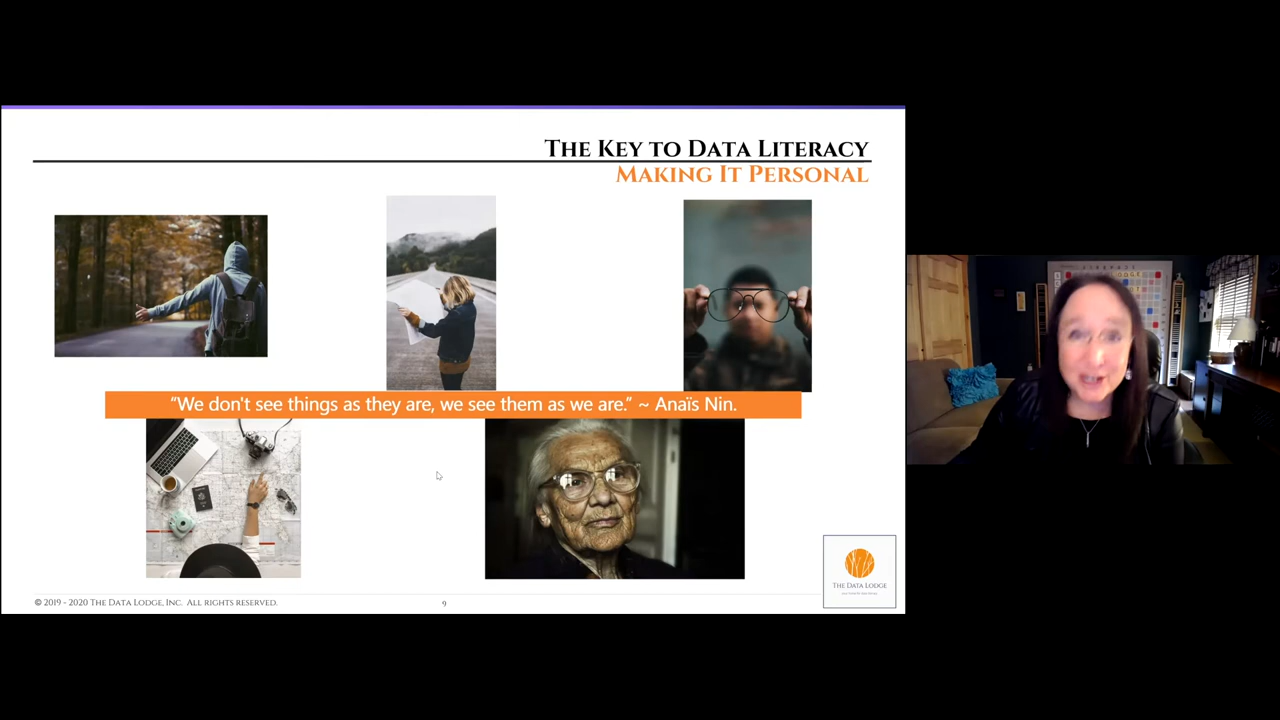 THE KEY TO DATA LITERACY
MAKING IT PERSONAL
"We don't see things as they are, we see them as we are." ~ Anaïs Nin.
THE DATA LODGE
© 2019 - 2020 THE DATA LODGE, INC. ALL RIGHTS RESERVED.
9